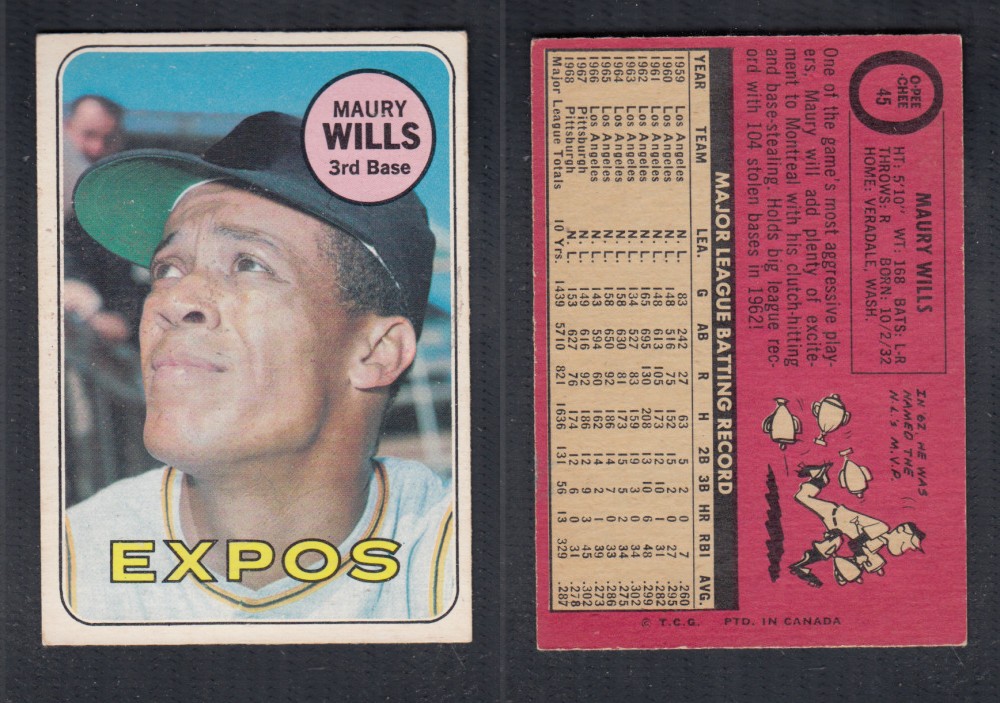 MAURY
WILLS
3rd Base
EXPOS
O-PEE
-CHEE
45
MAURY WILLS
HT: 5'10" WT: 168 BATS: L-R
THROWS: R BORN: 10/2/32
HOME: VERADALE, WASH.
One of the game's most aggressive play-
ers, Maury will add plenty of excite-
ment to Montreal with his clutch-hitting
and base-stealing. Holds big league rec-
ord with 104 stolen bases in 1962!
IN '62 HE WAS
NAMED THE
N.L.'s M.V.P.
MAJOR LEAGUE BATTING RECORD
YEAR TEAM LEA. G AB R H 2B 3B HR RBI AVG.
1959 Los Angeles N. L. 83 242 27 63 5 2 0 7 .260
1960 Los Angeles N. L. 148 516 75 152 15 2 0 27 .295
1961 Los Angeles N. L. 148 613 105 173 12 10 1 31 .282
1962 Los Angeles N. L. 165 695 130 208 13 10 6 48 .299
1963 Los Angeles N. L. 134 527 83 159 19 3 0 34 .302
1964 Los Angeles N. L. 158 630 81 173 15 5 2 34 .275
1965 Los Angeles N. L. 158 650 92 186 14 7 0 33 .286
1966 Los Angeles N. L. 143 594 60 162 14 2 1 39 .273
1967 Pittsburgh N. L. 149 616 92 186 12 9 3 45 .302
1968 Pittsburgh N. L. 153 627 76 174 12 6 0 31 .278
Major League Totals 10 Yrs. 1439 5710 821 1636 131 56 13 329 .287
© T.C.G. PTD. IN CANADA